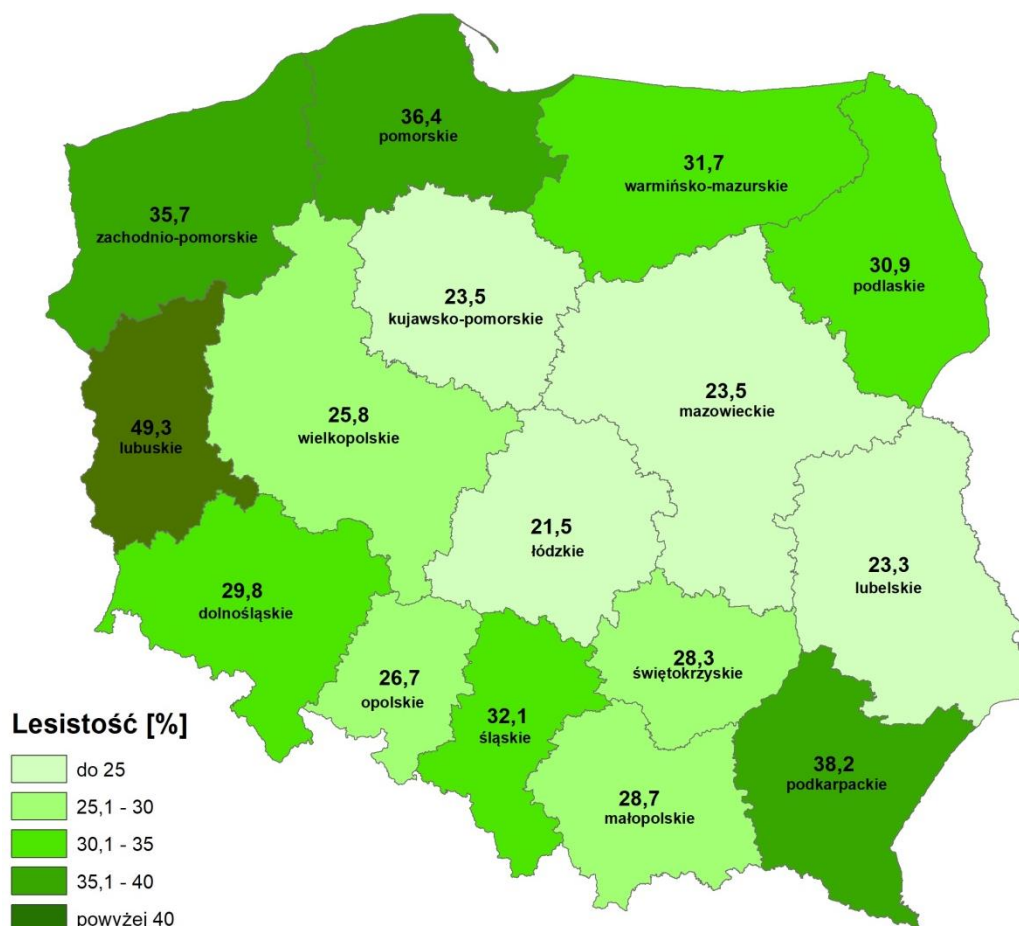 36,4
pomorskie
31,7
warmińsko-mazurskie
35,7
zachodnio-pomorskie
30,9
podlaskie
23,5
kujawsko-pomorskie
23,5
mazowieckie
25,8
wielkopolskie
49,3
lubuskie
21,5
łódzkie
23,3
lubelskie
29,8
dolnośląskie
28,3
świętokrzyskie
26,7
opolskie
32,1
śląskie
38,2
podkarpackie
28,7
małopolskie
Lesistość [%]
do 25
25,1 - 30
30,1 - 35
35,1 - 40
powyżej 40